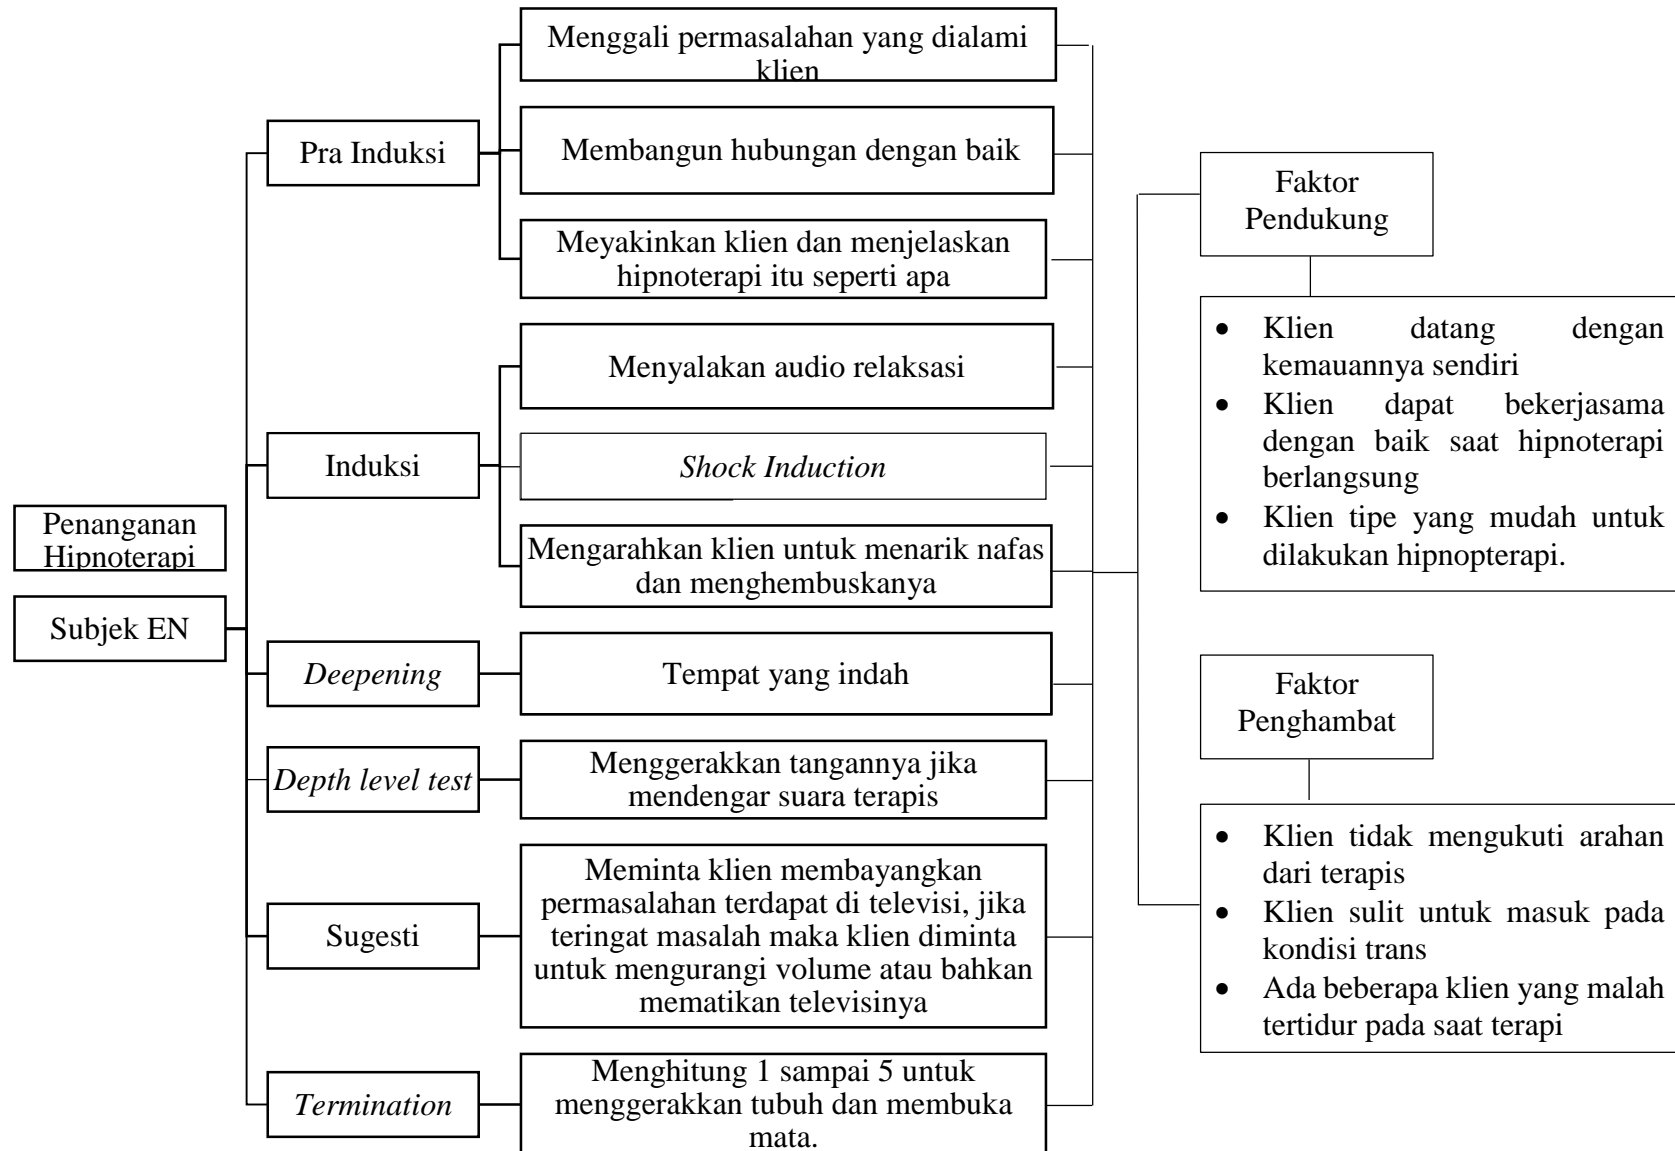 Menggali permasalahan yang dialami
klien
Pra Induksi
Membangun hubungan dengan baik
Meyakinkan klien dan menjelaskan
hipnoterapi itu seperti apa
Menyalakan audio relaksasi
Induksi
Shock Induction
Mengarahkan klien untuk menarik nafas
dan menghembuskanya
Penanganan
Hipnoterapi
Subjek EN
Deepening
Tempat yang indah
Depth level test
Menggerakkan tangannya jika
mendengar suara terapis
Sugesti
Meminta klien membayangkan
permasalahan terdapat di televisi, jika
teringat masalah maka klien diminta
untuk mengurangi volume atau bahkan
mematikan televisinya
Termination
Menghitung 1 sampai 5 untuk
menggerakkan tubuh dan membuka
mata.
Faktor
Pendukung
• Klien datang dengan
kemauannya sendiri
• Klien dapat bekerjasama
dengan baik saat hipnoterapi
berlangsung
• Klien tipe yang mudah untuk
dilakukan hipnopterapi.
Faktor
Penghambat
• Klien tidak mengukuti arahan
dari terapis
• Klien sulit untuk masuk pada
kondisi trans
• Ada beberapa klien yang malah
tertidur pada saat terapi